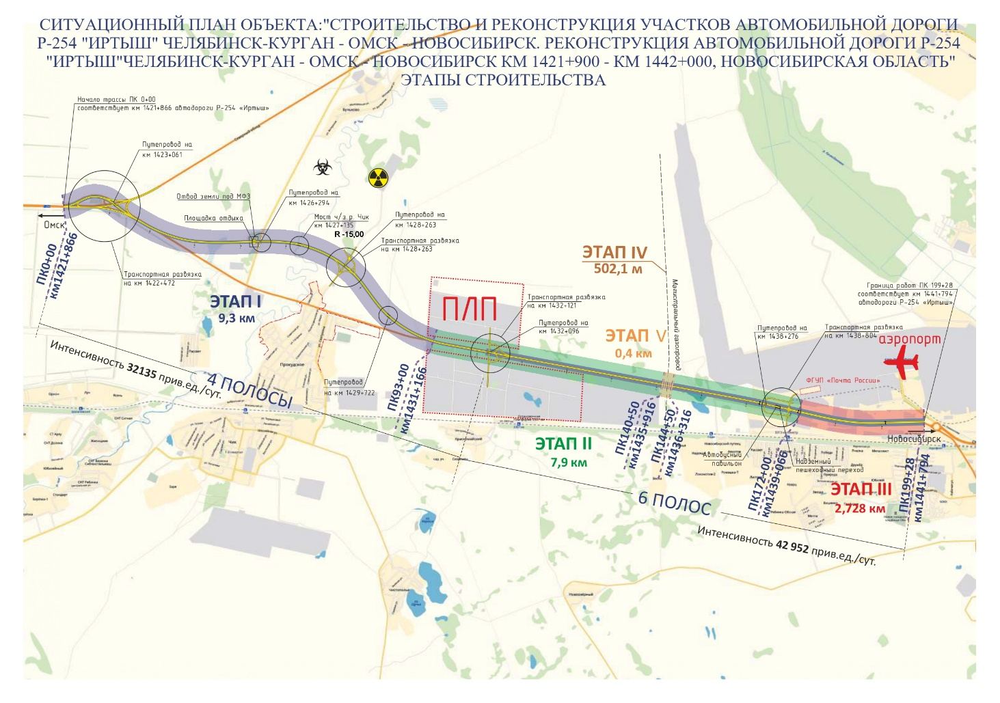 СИТУАЦИОННЫЙ ПЛАН ОБЪЕКТА:"СТРОИТЕЛЬСТВО И РЕКОНСТРУКЦИЯ УЧАСТКОВ АВТОМОБИЛЬНОЙ ДОРОГИ
Р-254 "ИРТЫШ" ЧЕЛЯБИНСК-КУРГАН - ОМСК - НОВОСИБИРСК. РЕКОНСТРУКЦИЯ АВТОМОБИЛЬНОЙ ДОРОГИ Р-254
"ИРТЫШ"ЧЕЛЯБИНСК-КУРГАН - ОМСК - НОВОСИБИРСК КМ 1421+900 - КМ 1442+000, НОВОСИБИРСКАЯ ОБЛАСТЬ"
ЭТАПЫ СТРОИТЕЛЬСТВА
Начало трассы ПК 0+00
соответствует км 1421+866 автодороги Р-254 «Иртыш»
Северный обход
Буньково
Путепровод на
км 1423+061
Отвод земли под МФЗ
Площадка отдыха
Путепровод на
км 1426+294
Мост ч/з р. Чик
км 1427+135
R -15,00
Путепровод на
км 1428+263
Транспортная развязка
на км 1428+263
Омск
ПК0+00
км1421+866
Транспортная развязка
на км 1422+472
ЭТАП I
9,3 км
ЭТАП IV
502,1 м
Магистральный газопровод
ПЛП
Транспортная развязка
на км 1432+121
Путепровод на
км 1432+096
ЭТАП V
0,4 км
Граница работ ПК 199+28
соответствует км 1441+794
автодороги Р-254 «Иртыш»
Путепровод на
км 1438+276
Транспортная развязка
на км 1438+804
аэропорт
ФГУП «Почта России»
Интенсивность 32135 прив.ед./сут.
4 ПОЛОСЫ
Рассвет
Прокудское
Путепровод
на км 1429+722
ПК93+00
км1431+166
ЭТАП II
7,9 км
ПК140+50
км1435+916
ПК144+50
км1436+316
Автобусный
павильон
Надземный
пешеходный переход
ПК172+00
км1439+066
ЭТАП III
2,728 км
Новосибирск
ПК199+28
км1441+794
6 ПОЛОС
Интенсивность 42 952 прив.ед./сут.
Чик
Чистополье
Новоозёрный